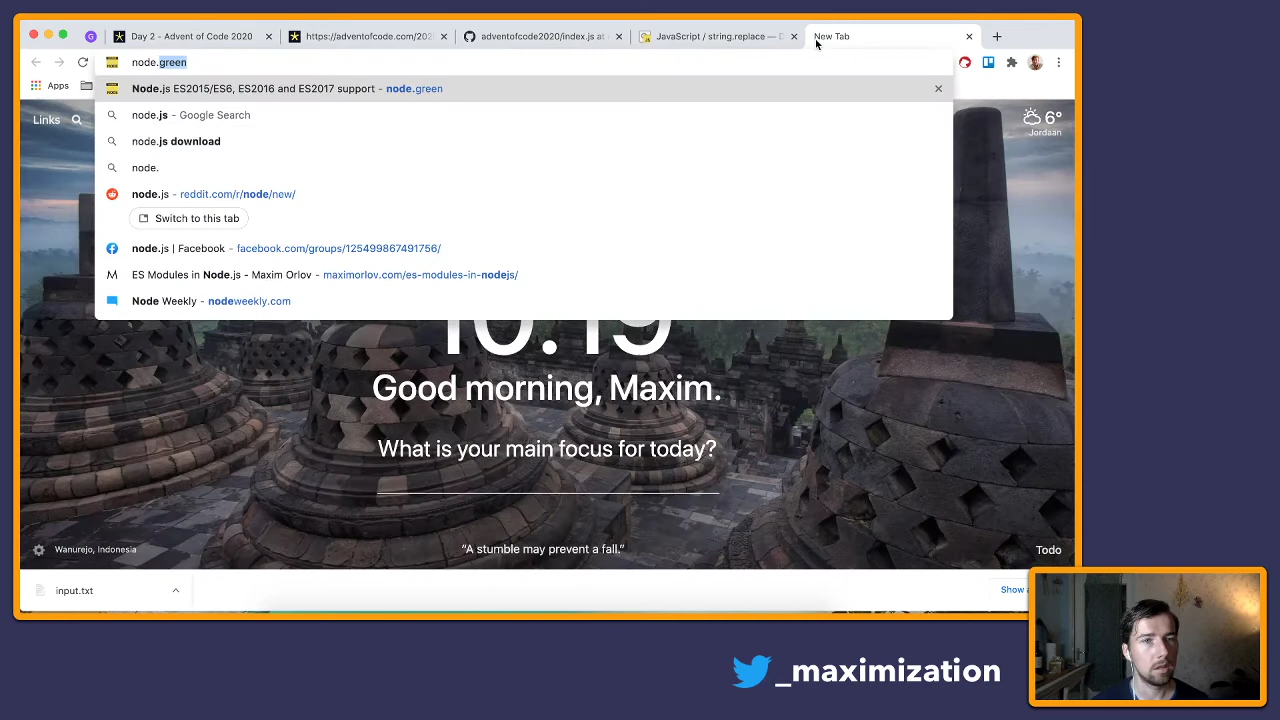 Day 2 - Advent of Code 2020
https://adventofcode.com/202
adventofcode2020/index.js at
JavaScript / string.replace — D
New Tab
node.green
Apps
Node.js ES2015/ES6, ES2016 and ES2017 support - node.green
node.js - Google Search
node.js download
node.
node.js - reddit.com/r/node/new/
Switch to this tab
node.js | Facebook - facebook.com/groups/125499867491756/
ES Modules in Node.js - Maxim Orlov - maximorlov.com/es-modules-in-nodejs/
Node Weekly - nodeweekly.com
Links
6°
Jordaan
10:19
Good morning, Maxim.
What is your main focus for today?
Wanurejo, Indonesia
“A stumble may prevent a fall.”
Todo
input.txt
Show
_maximization